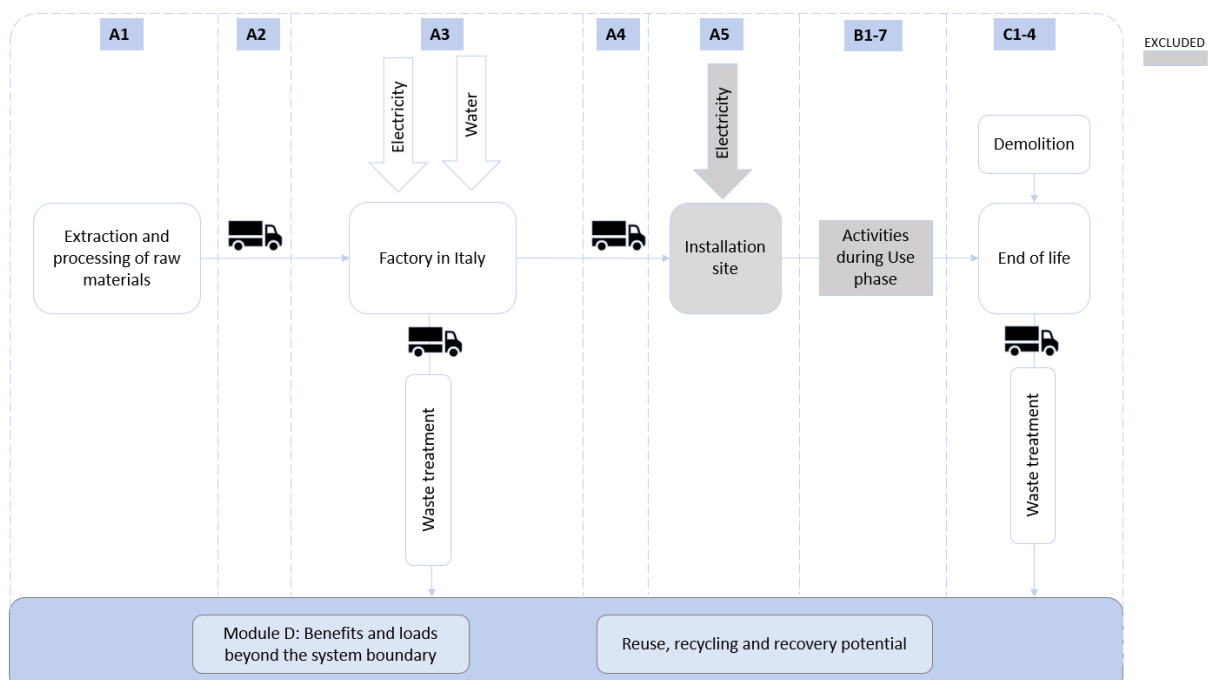 A1
A2
A3
A4
A5
B1-7
C1-4
EXCLUDED
Electricity
Water
Electricity
Demolition
Extraction and
processing of raw
materials
Factory in Italy
Installation
site
Activities
during Use
phase
End of life
Waste treatment
Waste treatment
Module D: Benefits and loads
beyond the system boundary
Reuse, recycling and recovery potential